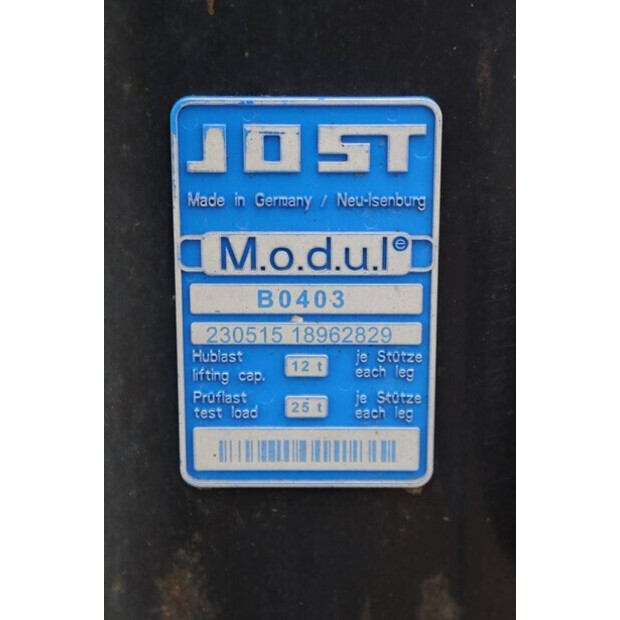 JOST
Made in Germany / Neu-Isenburg
M.o.d.u.l e
B0403
230515 18962829
Hublast 12 t je Stütze
lifting cap. each leg
Prüflast 25 t je Stütze
test load each leg